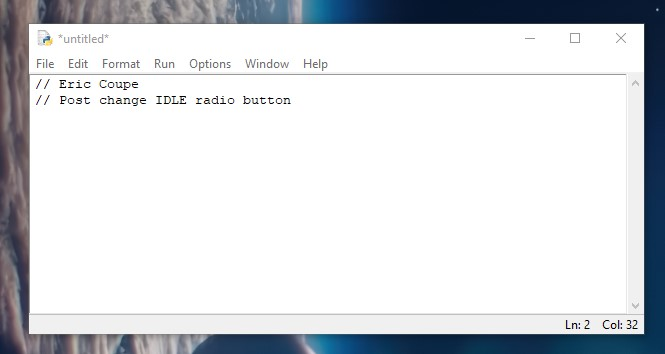 *untitled*
File Edit Format Run Options Window Help
// Eric Coupe
// Post change IDLE radio button
Ln: 2 Col: 32